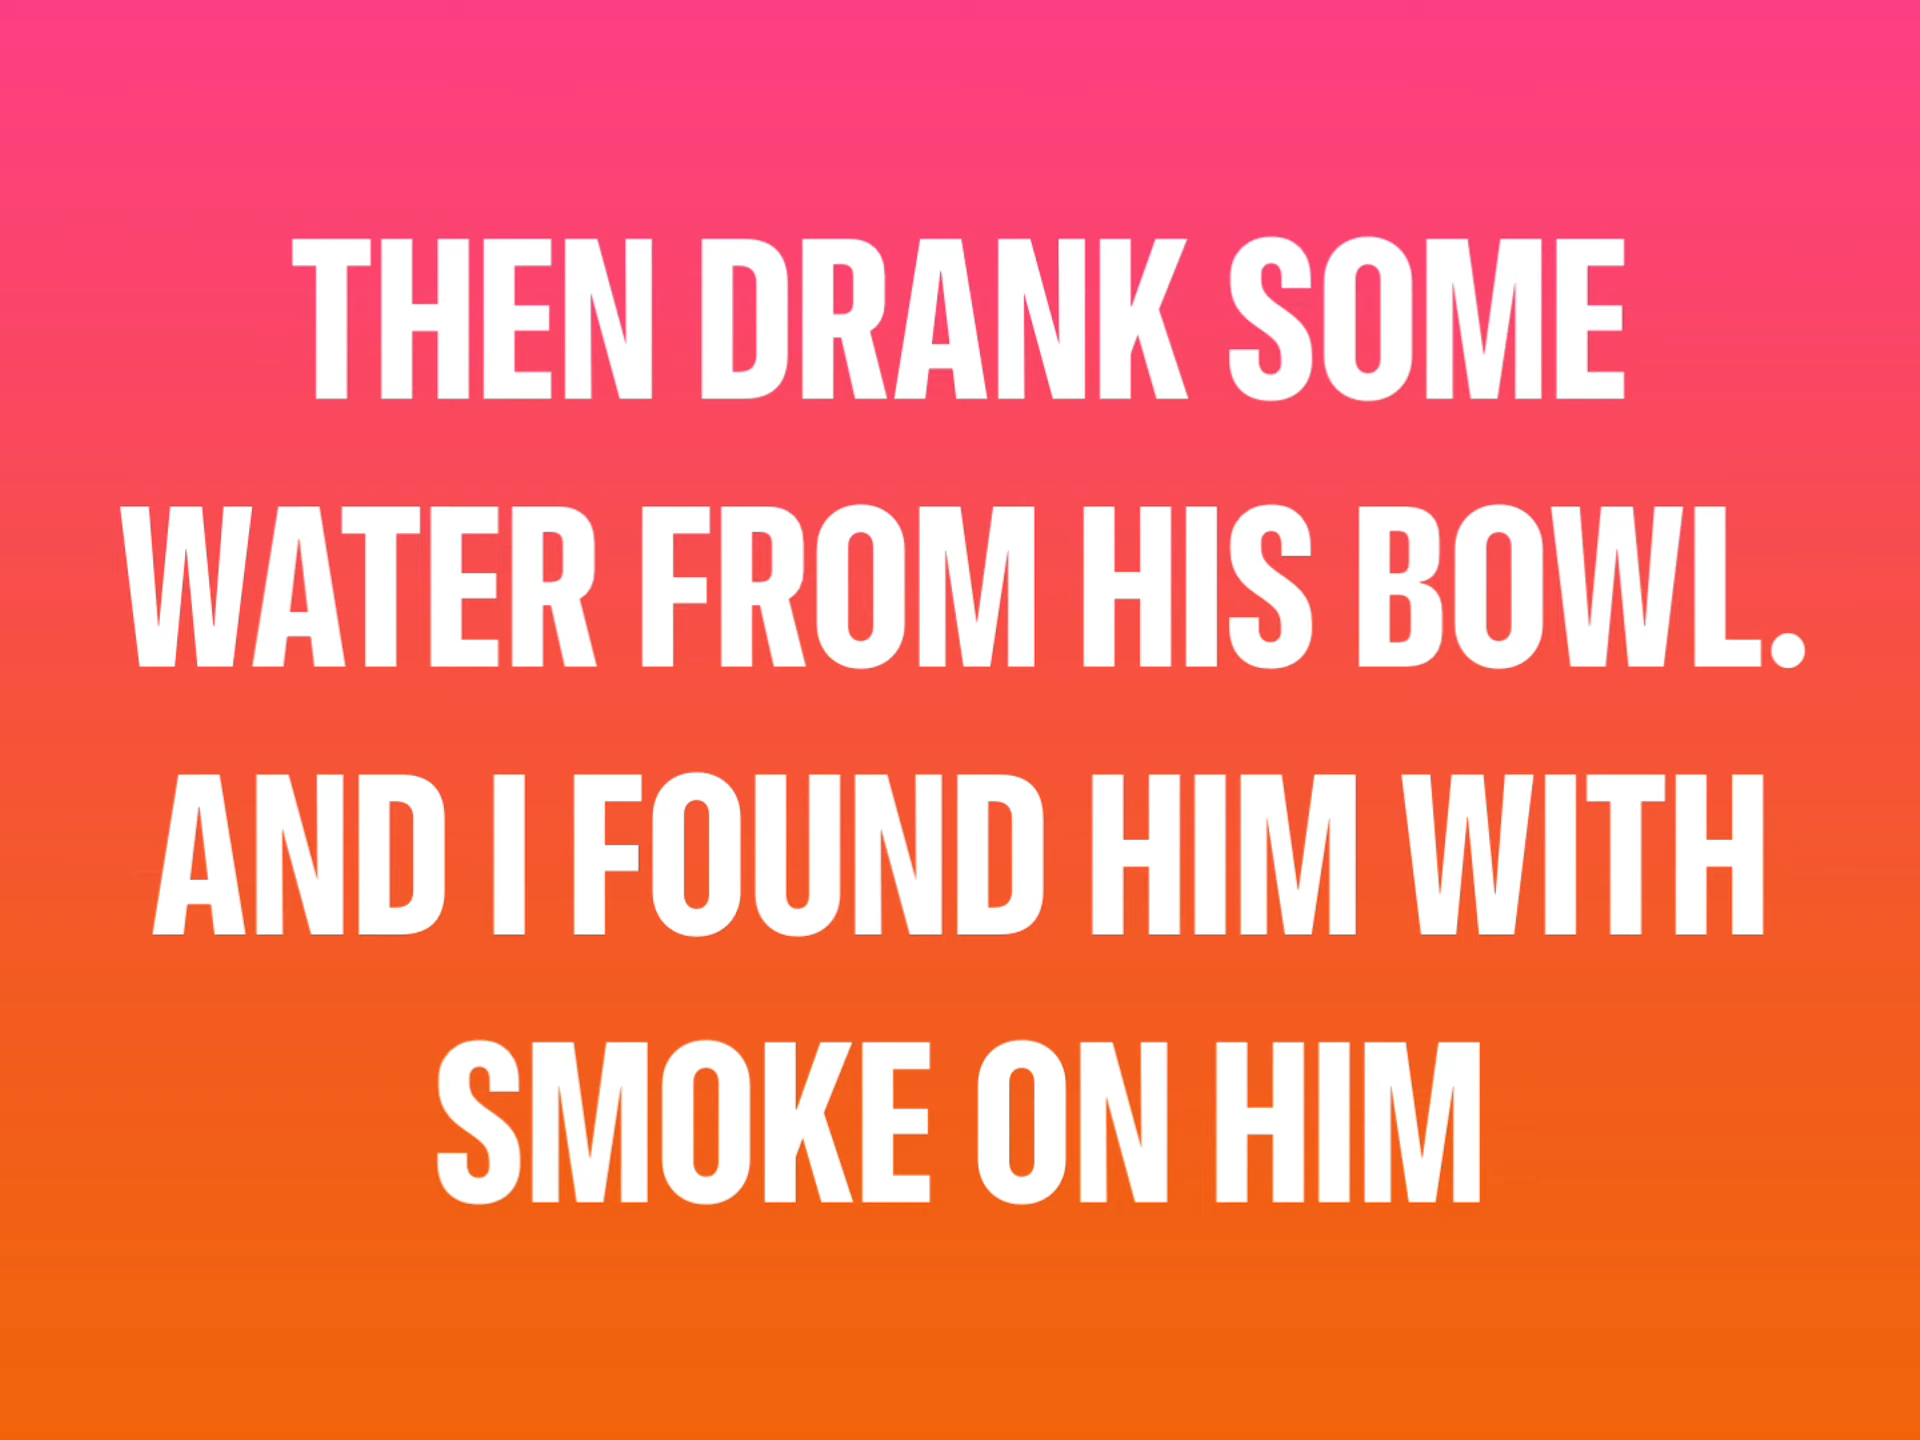 THEN DRANK SOME
WATER FROM HIS BOWL.
AND I FOUND HIM WITH
SMOKE ON HIM